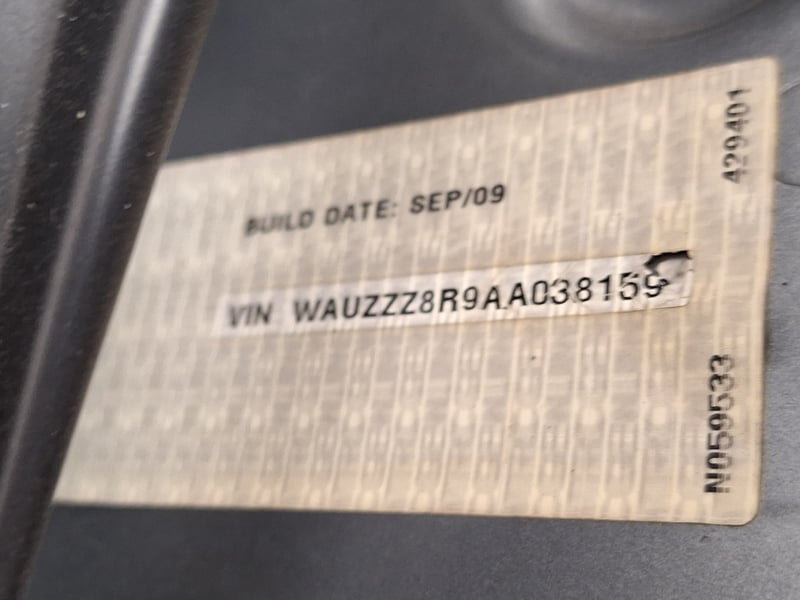 BUILD DATE: SEP/09
VIN WAUZZZ8R9AA038159
429401
N059533